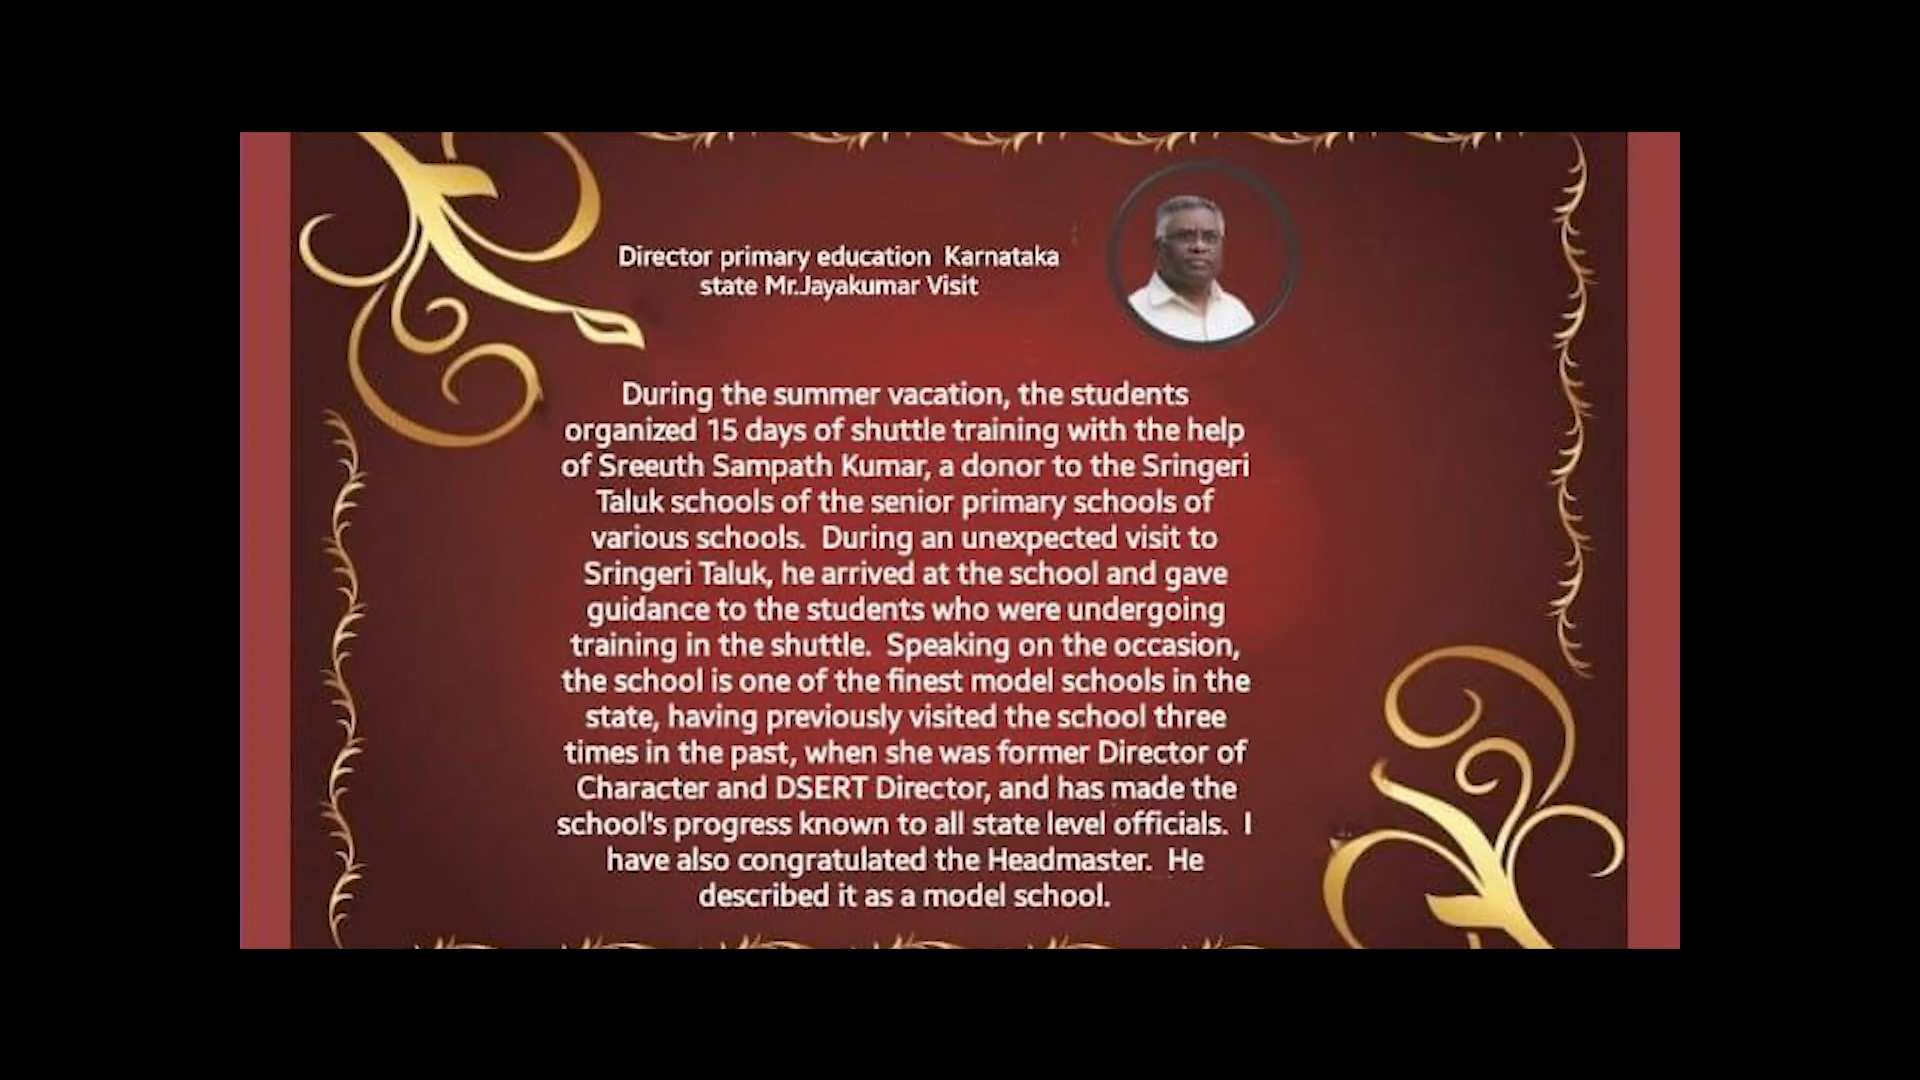 Director primary education  Karnataka
state Mr.Jayakumar Visit
During the summer vacation, the students
organized 15 days of shuttle training with the help
of Sreeuth Sampath Kumar, a donor to the Sringeri
Taluk schools of the senior primary schools of
various schools.  During an unexpected visit to
Sringeri Taluk, he arrived at the school and gave
guidance to the students who were undergoing
training in the shuttle.  Speaking on the occasion,
the school is one of the finest model schools in the
state, having previously visited the school three
times in the past, when she was former Director of
Character and DSERT Director, and has made the
school's progress known to all state level officials.  I
have also congratulated the Headmaster.  He
described it as a model school.